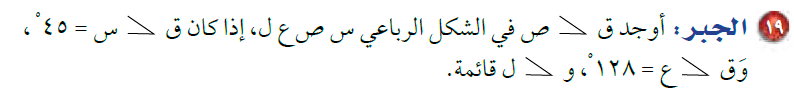 ١٩ الجبر: أوجد ق ∠ ص في الشكل الرباعي س ص ع ل، إذا كان ق ∠ س = ٤٥°،
وَق ∠ ع = ١٢٨°، و ∠ ل قائمة.